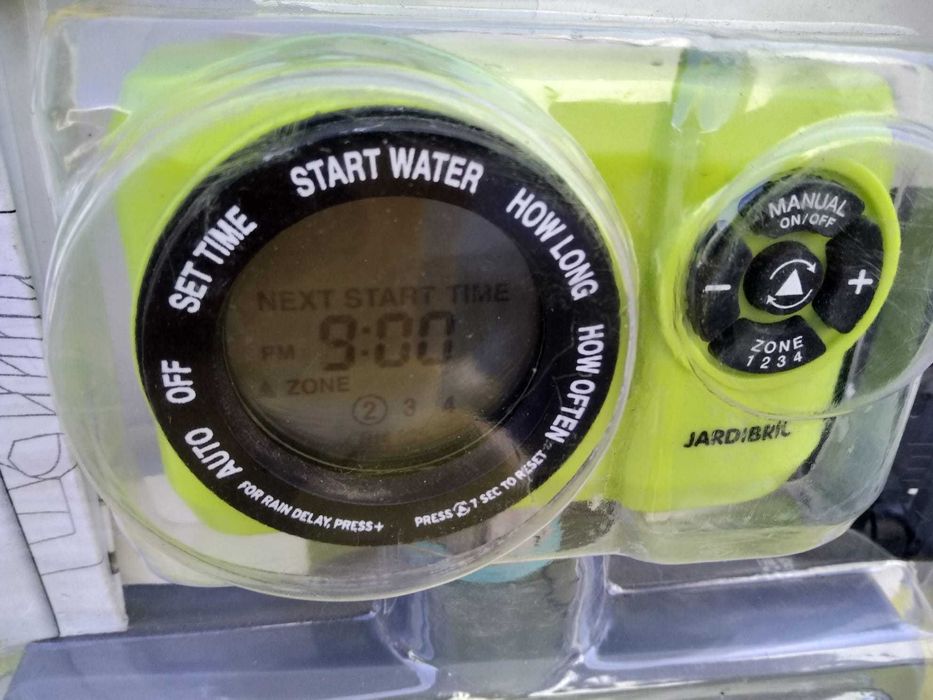 START WATER
SET TIME
HOW LONG
HOW OFTEN
OFF
AUTO
FOR RAIN DELAY, PRESS+
PRESS 7 SEC TO RESET
NEXT START TIME
PM 9:00
ZONE
2 3 4
MANUAL
ON/OFF
- +
ZONE
1 2 3 4
JARDIBRIC